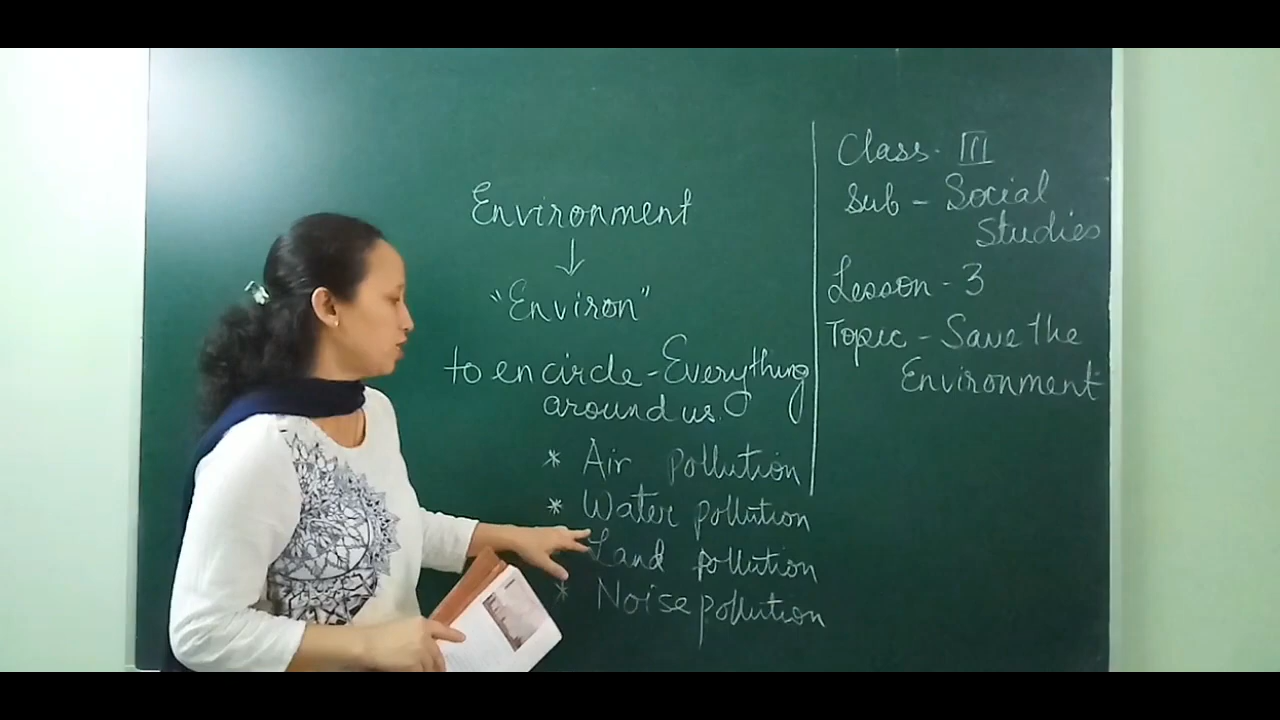 Environment
↓
"Environ"
to encircle - Everything
around us.
* Air pollution
* Water pollution
Land pollution
* Noise pollution
Class - III
Sub - Social
Studies
Lesson - 3
Topic - Save the
Environment